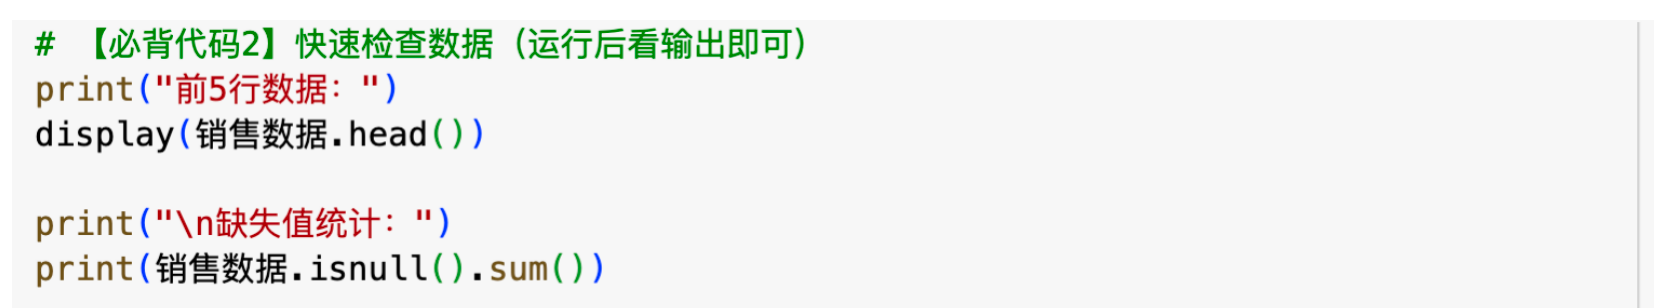 # 【必背代码2】快速检查数据（运行后看输出即可）
print("前5行数据：")
display(销售数据.head())
print("\n缺失值统计：")
print(销售数据.isnull().sum())